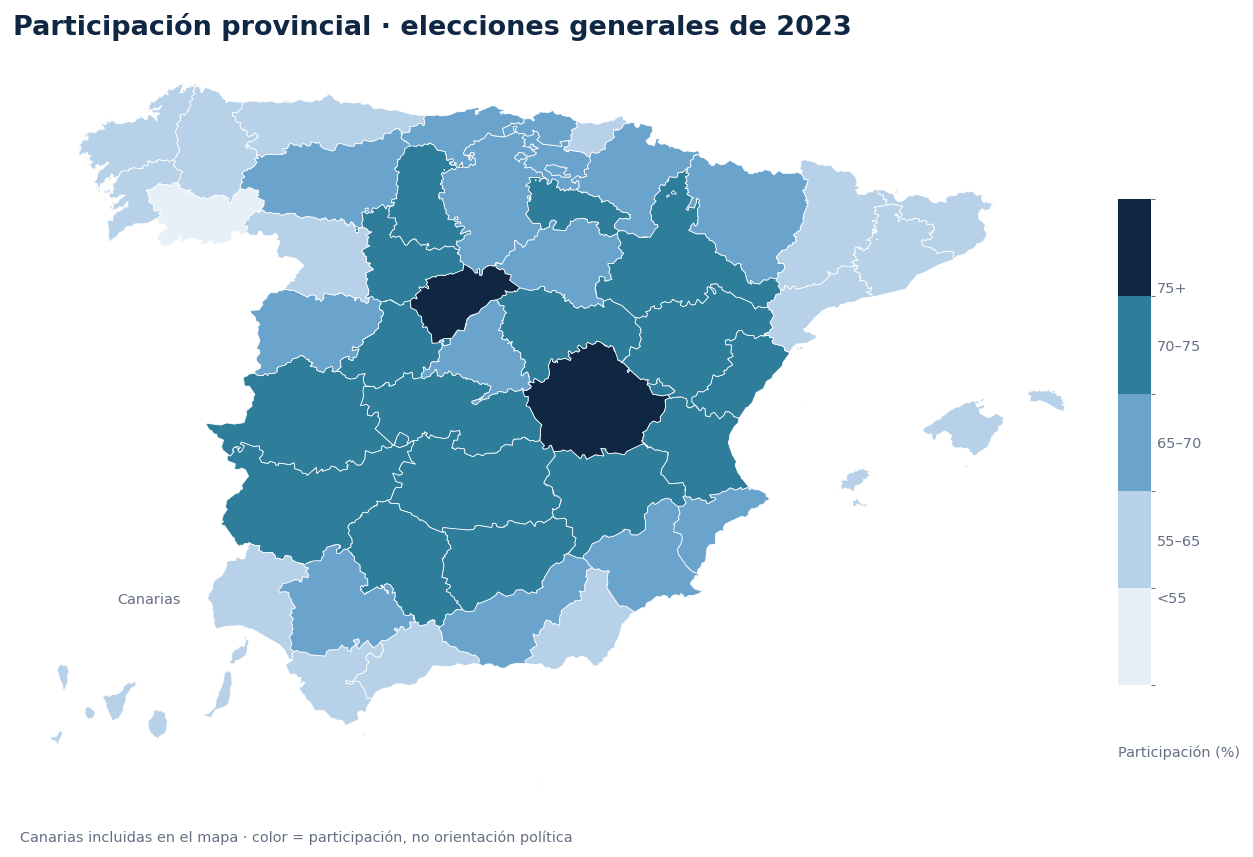 Participación provincial · elecciones generales de 2023
75+
70–75
65–70
55–65
<55
Canarias
Participación (%)
Canarias incluidas en el mapa · color = participación, no orientación política